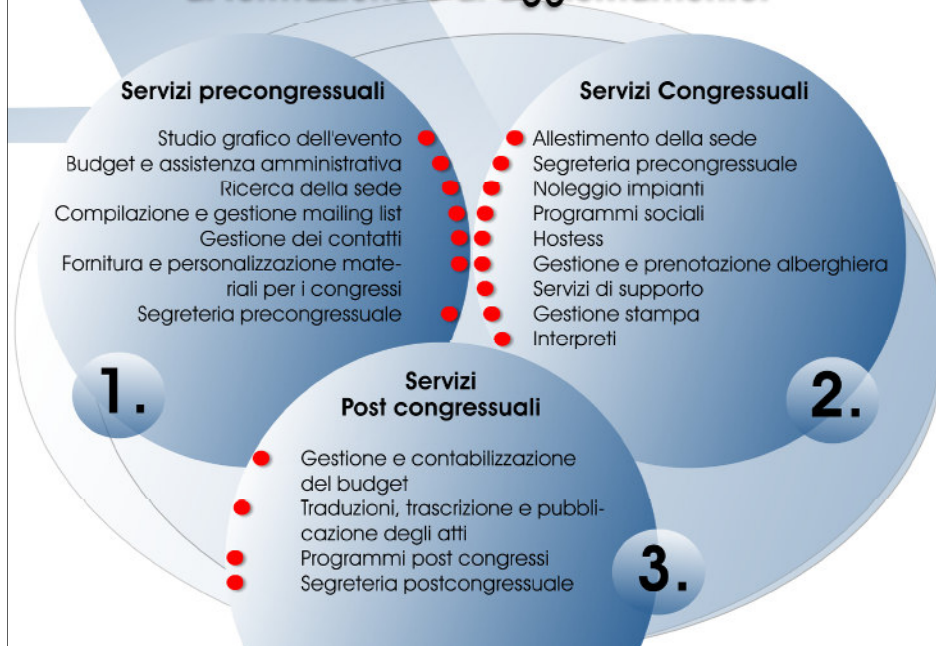 Servizi precongressuali
Studio grafico dell'evento
Budget e assistenza amministrativa
Ricerca della sede
Compilazione e gestione mailing list
Gestione dei contatti
Fornitura e personalizzazione mate-
riali per i congressi
Segreteria precongressuale
1.
Servizi Congressuali
Allestimento della sede
Segreteria precongressuale
Noleggio impianti
Programmi sociali
Hostess
Gestione e prenotazione alberghiera
Servizi di supporto
Gestione stampa
Interpreti
2.
Servizi
Post congressuali
Gestione e contabilizzazione
del budget
Traduzioni, trascrizione e pubbli-
cazione degli atti
Programmi post congressi
Segreteria postcongressuale
3.